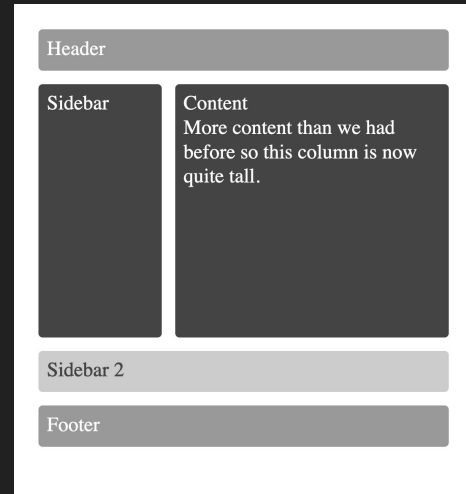 Header
Sidebar
Content
More content than we had
before so this column is now
quite tall.
Sidebar 2
Footer